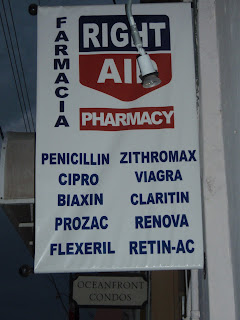 FARMACIA
RIGHT
AID
PHARMACY
PENICILLIN ZITHROMAX
CIPRO VIAGRA
BIAXIN CLARITIN
PROZAC RENOVA
FLEXERIL RETIN-AC
OCEANFRONT
CONDOS